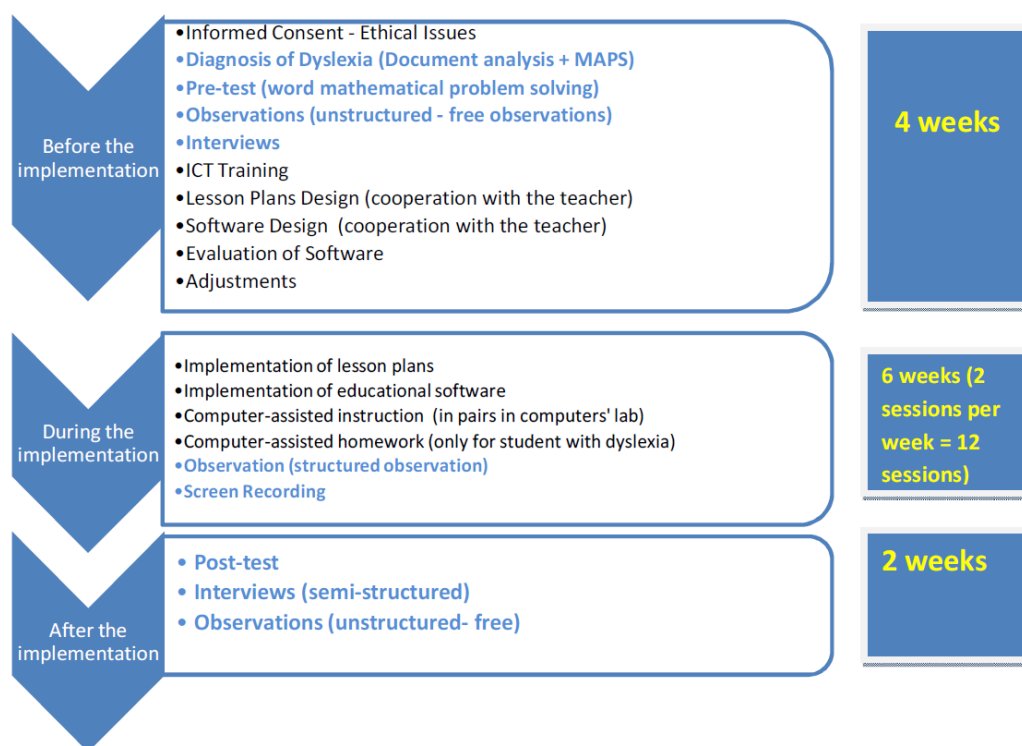 Before the
implementation
•Informed Consent - Ethical Issues
•Diagnosis of Dyslexia (Document analysis + MAPS)
•Pre-test (word mathematical problem solving)
•Observations (unstructured - free observations)
•Interviews
•ICT Training
•Lesson Plans Design (cooperation with the teacher)
•Software Design (cooperation with the teacher)
•Evaluation of Software
•Adjustments
4 weeks
During the
implementation
•Implementation of lesson plans
•Implementation of educational software
•Computer-assisted instruction (in pairs in computers' lab)
•Computer-assisted homework (only for student with dyslexia)
•Observation (structured observation)
•Screen Recording
6 weeks (2
sessions per
week = 12
sessions)
After the
implementation
• Post-test
• Interviews (semi-structured)
• Observations (unstructured- free)
2 weeks